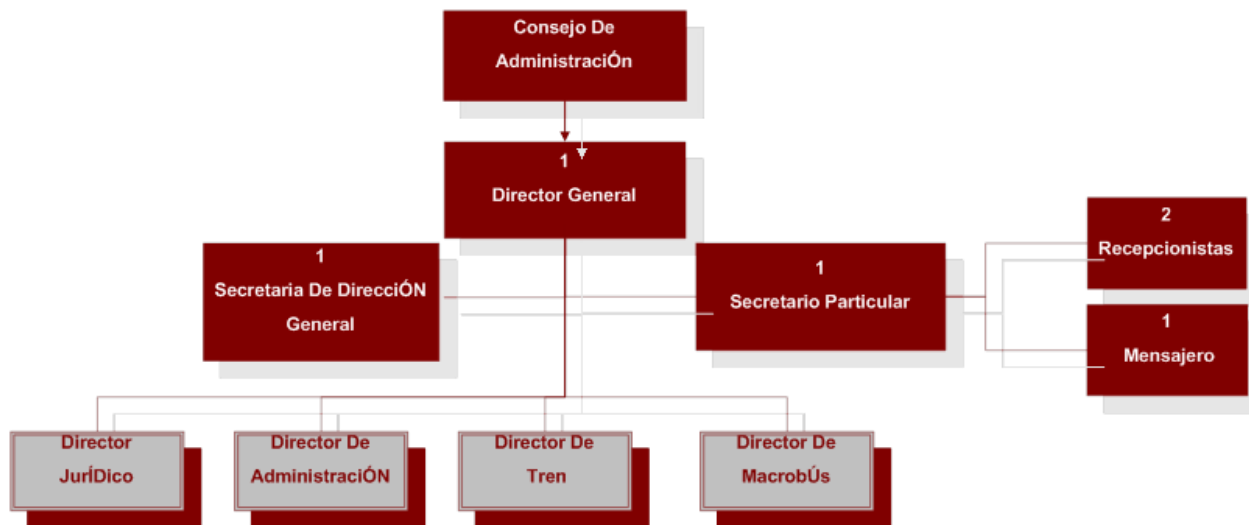 Consejo De
AdministraciÓn
1
Director General
1
Secretaria De DirecciÓN
General
1
Secretario Particular
2
Recepcionistas
1
Mensajero
Director
JurÍDico
Director De
AdministraciÓN
Director De
Tren
Director De
MacrobÚs